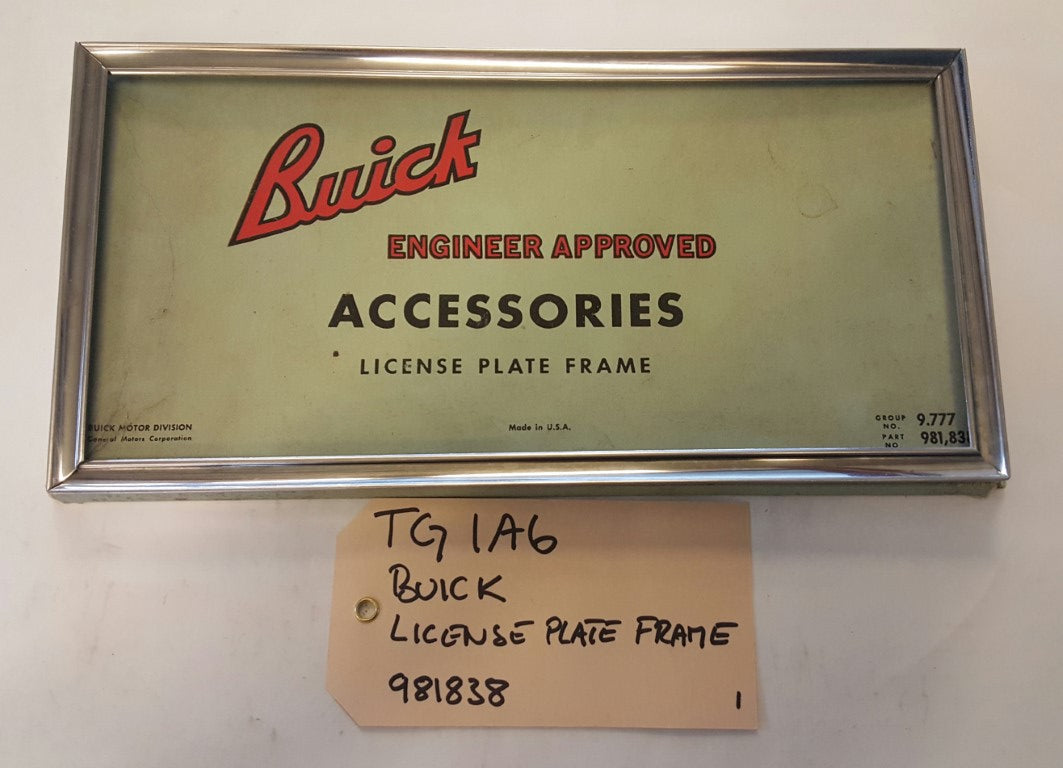 Buick
ENGINEER APPROVED
ACCESSORIES
LICENSE PLATE FRAME
BUICK MOTOR DIVISION
General Motors Corporation
Made in U.S.A.
GROUP NO. 9.777
PART NO 981,83
TG 1A6
BUICK
LICENSE PLATE FRAME
981838
1